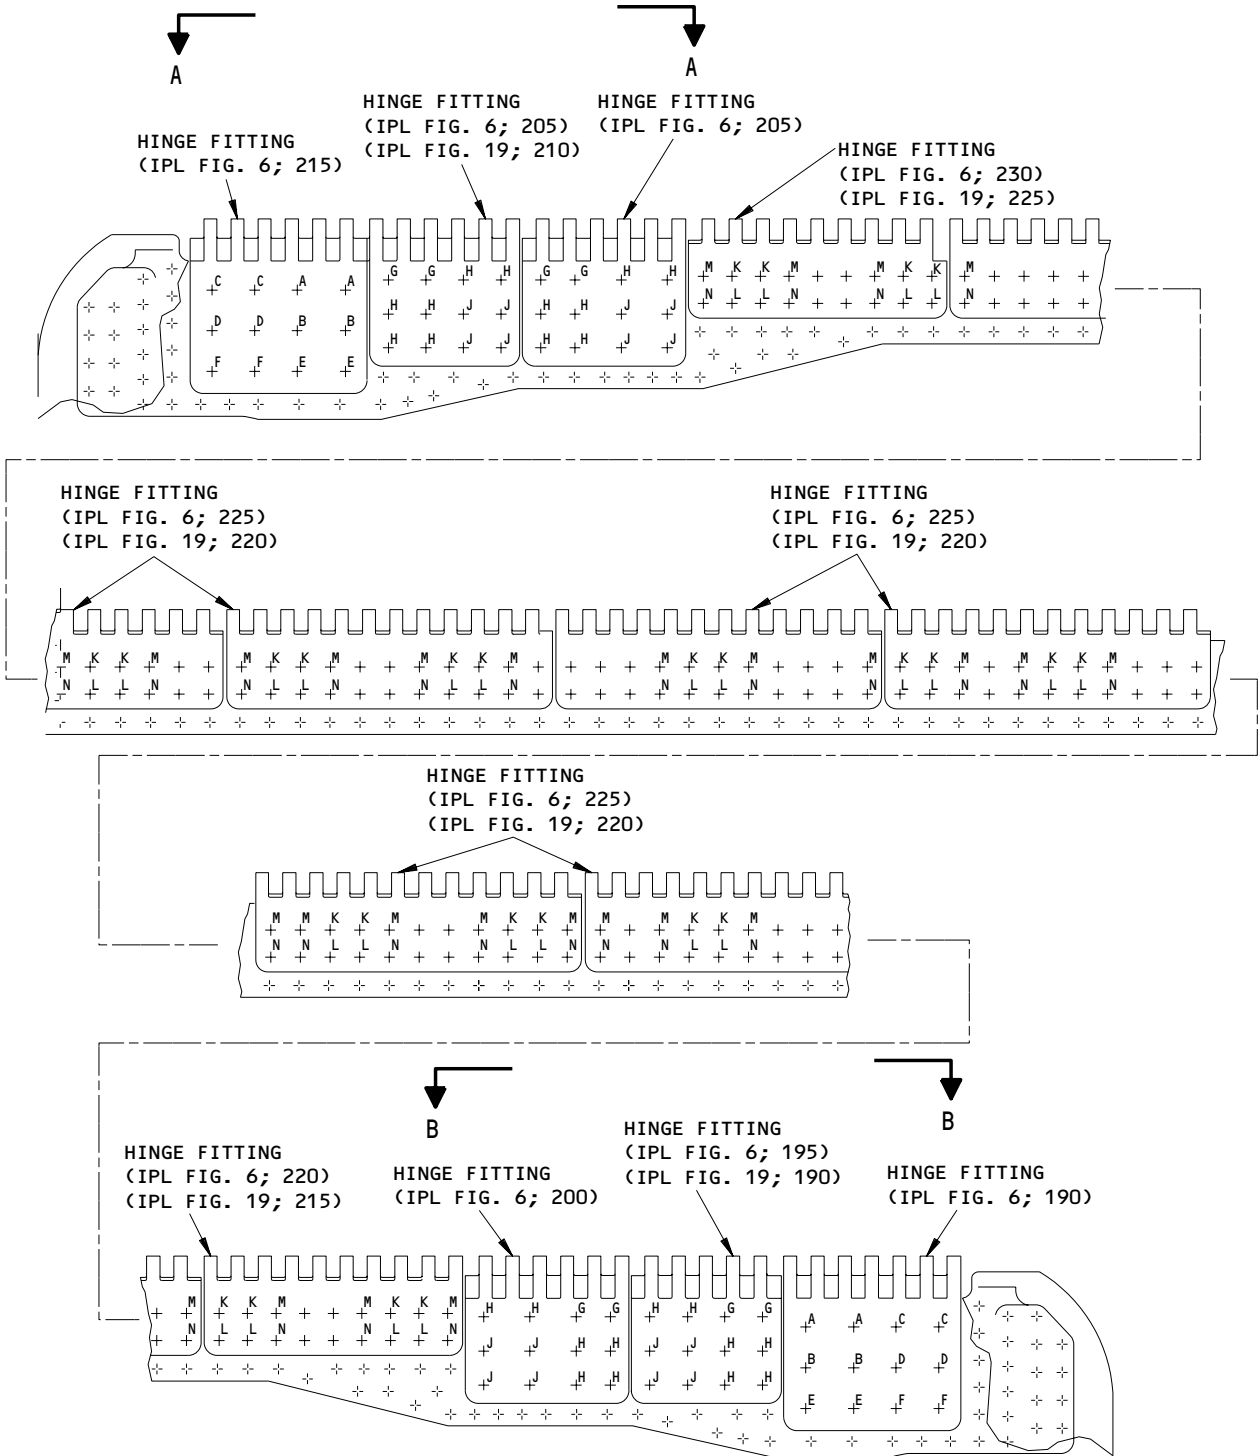 A
A
HINGE FITTING
(IPL FIG. 6; 215)
HINGE FITTING
(IPL FIG. 6; 205)
(IPL FIG. 19; 210)
HINGE FITTING
(IPL FIG. 6; 205)
HINGE FITTING
(IPL FIG. 6; 230)
(IPL FIG. 19; 225)
C C A A G G H H G G H H M K K M M K K M
N L L N N L L N
D D B B H H J J H H J J
F F E E H H J J H H J J
HINGE FITTING
(IPL FIG. 6; 225)
(IPL FIG. 19; 220)
HINGE FITTING
(IPL FIG. 6; 225)
(IPL FIG. 19; 220)
M K K M M K K M M K K M M K K M M K K M M K K M
N L L N N L L N N L L N N L L N N L L N N L L N
HINGE FITTING
(IPL FIG. 6; 225)
(IPL FIG. 19; 220)
M M K K M M K K M M M K K M
N N L L N N L L N N N L L N
B
B
HINGE FITTING
(IPL FIG. 6; 220)
(IPL FIG. 19; 215)
HINGE FITTING
(IPL FIG. 6; 200)
HINGE FITTING
(IPL FIG. 6; 195)
(IPL FIG. 19; 190)
HINGE FITTING
(IPL FIG. 6; 190)
M K K M M K K M H H G G H H G G A A C C
N L L N N L L N J J H H J J H H B B D D
J J H H J J H H E E F F